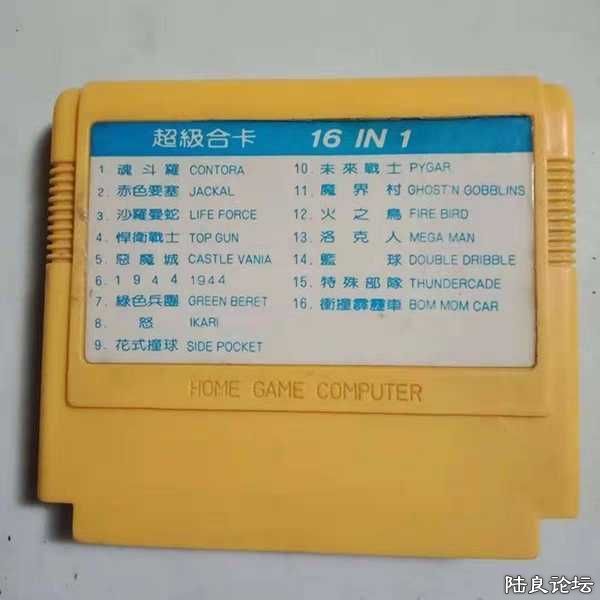 超級合卡 16 IN 1
1. 魂斗羅 CONTORA
2. 赤色要塞 JACKAL
3. 沙羅曼蛇 LIFE FORCE
4. 悍衛戰士 TOP GUN
5. 惡魔城 CASTLE VANIA
6. 1944 1944
7. 綠色兵團 GREEN BERET
8. 怒 IKARI
9. 花式撞球 SIDE POCKET
10. 未來戰士 PYGAR
11. 魔界村 GHOST'N GOBBLINS
12. 火之鳥 FIRE BIRD
13. 洛克人 MEGA MAN
14. 籃球 DOUBLE DRIBBLE
15. 特殊部隊 THUNDERCADE
16. 衝撞霹靂車 BOM MOM CAR
HOME GAME COMPUTER
陆良论坛